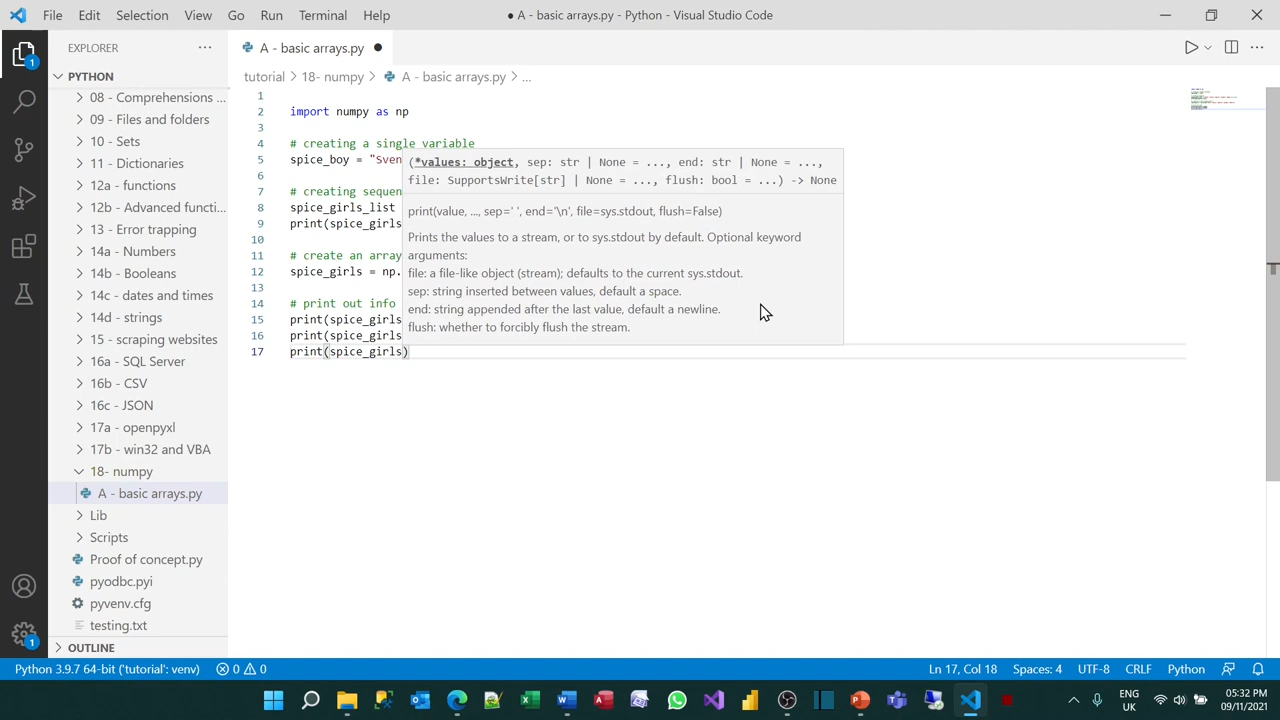 File Edit Selection View Go Run Terminal Help
● A - basic arrays.py - Python - Visual Studio Code
EXPLORER
PYTHON
08 - Comprehensions ...
09 - Files and folders
10 - Sets
11 - Dictionaries
12a - functions
12b - Advanced functi...
13 - Error trapping
14a - Numbers
14b - Booleans
14c - dates and times
14d - strings
15 - scraping websites
16a - SQL Server
16b - CSV
16c - JSON
17a - openpyxl
17b - win32 and VBA
18- numpy
A - basic arrays.py
Lib
Scripts
Proof of concept.py
pyodbc.pyi
pyvenv.cfg
testing.txt
OUTLINE
1
1
A - basic arrays.py ●
tutorial > 18- numpy > A - basic arrays.py > ...
1
2 import numpy as np
3
4 # creating a single variable
5 spice_boy = "Sven
6
7 # creating sequen
8 spice_girls_list
9 print(spice_girls
10
11 # create an array
12 spice_girls = np.
13
14 # print out info
15 print(spice_girls
16 print(spice_girls
17 print(spice_girls)
(*values: object, sep: str | None = ..., end: str | None = ...,
file: SupportsWrite[str] | None = ..., flush: bool = ...) -> None
print(value, ..., sep=' ', end='\n', file=sys.stdout, flush=False)
Prints the values to a stream, or to sys.stdout by default. Optional keyword
arguments:
file: a file-like object (stream); defaults to the current sys.stdout.
sep: string inserted between values, default a space.
end: string appended after the last value, default a newline.
flush: whether to forcibly flush the stream.
Python 3.9.7 64-bit ('tutorial': venv) 0 0 Ln 17, Col 18 Spaces: 4 UTF-8 CRLF Python
ENG
UK
05:32 PM
09/11/2021